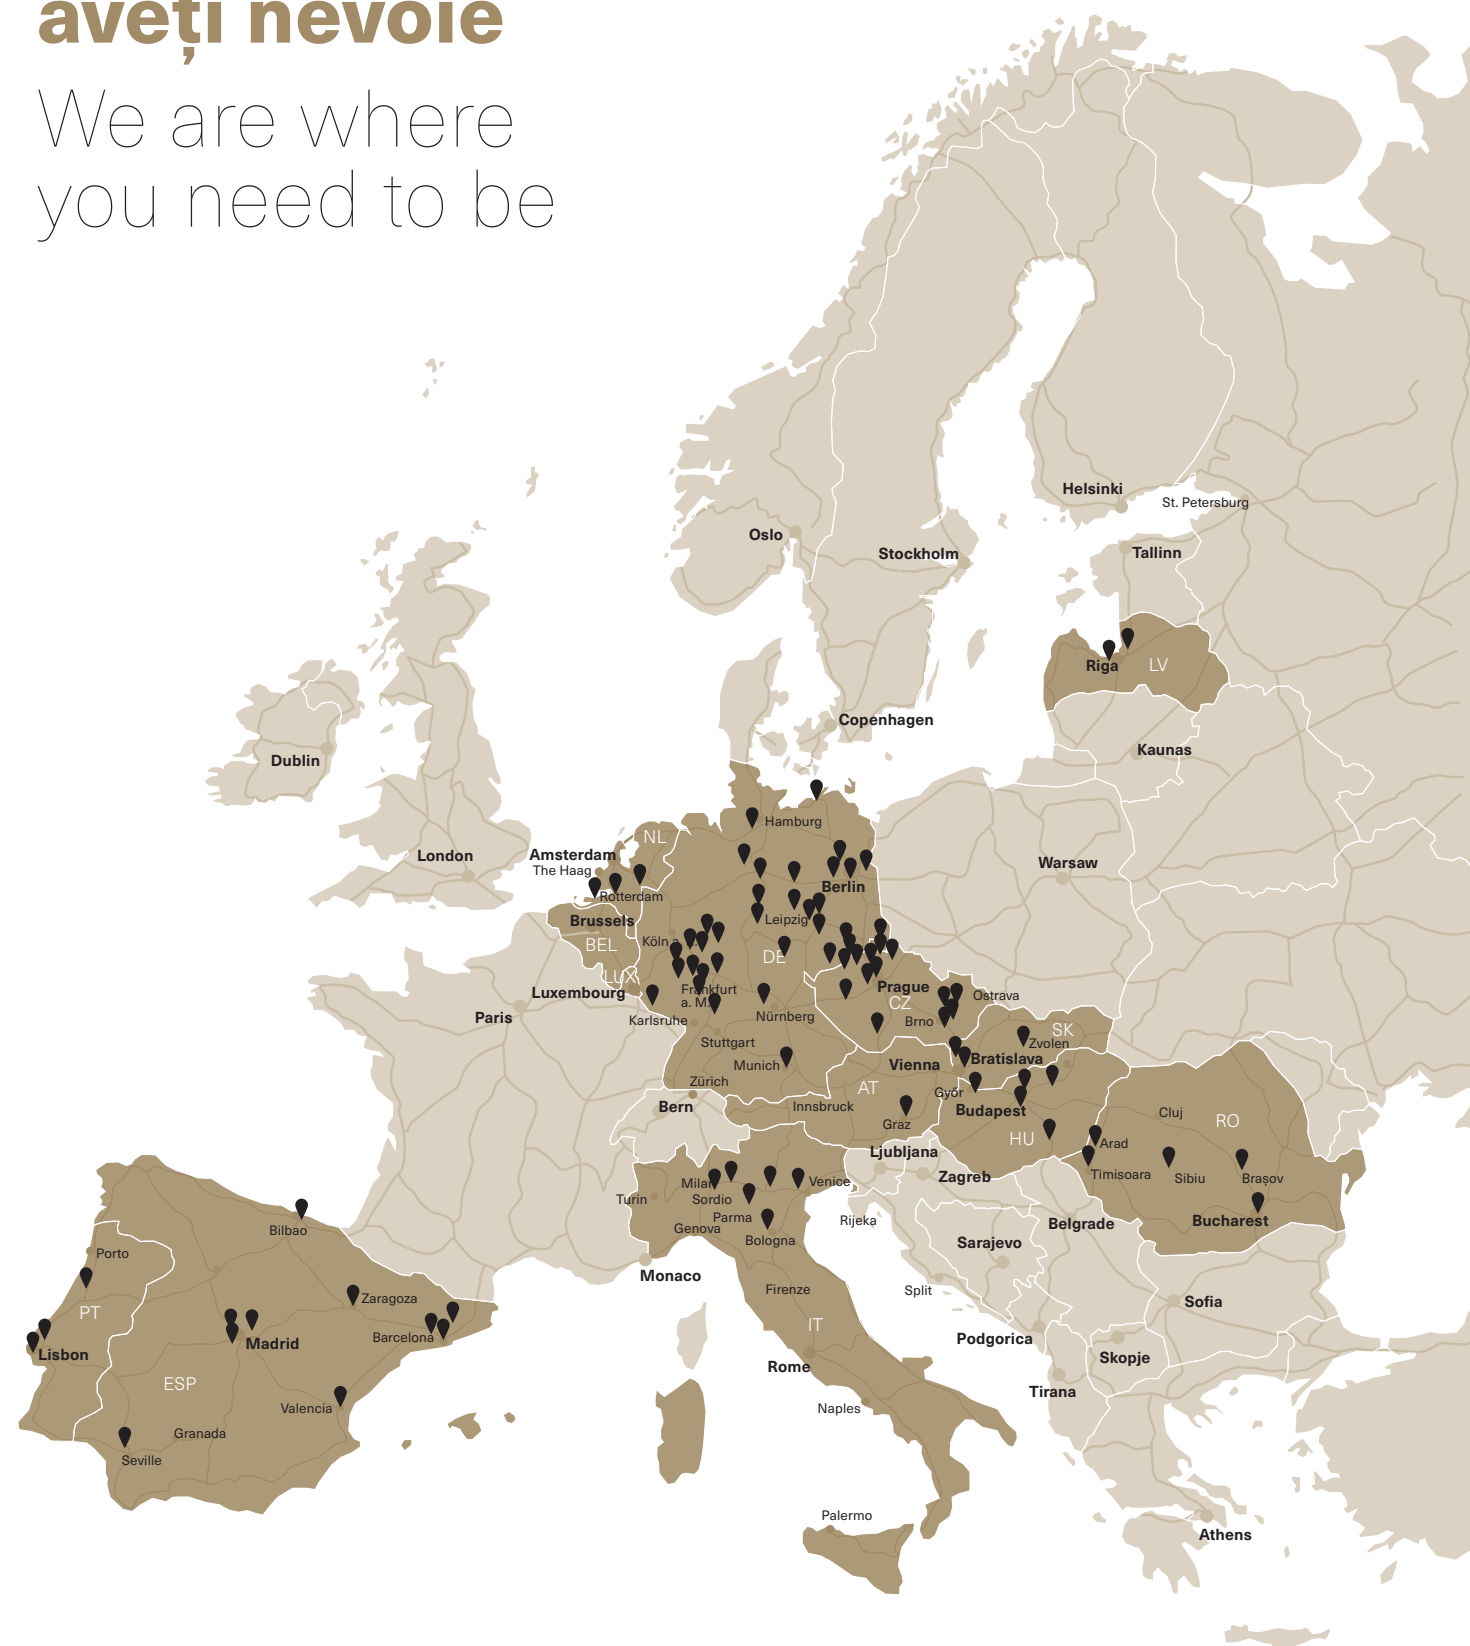 aveți nevoie
We are where
you need to be
Helsinki
St. Petersburg
Oslo
Stockholm
Tallinn
Riga
LV
Copenhagen
Kaunas
Dublin
Hamburg
NL
Amsterdam
The Haag
London
Warsaw
Rotterdam
Berlin
Brussels
Leipzig
BEL
Köln a.
DE
LUX
Luxembourg
Frankfurt
a. M.
Prague
CZ
Ostrava
Paris
Karlsruhe
Nürnberg
Brno
SK
Stuttgart
Zvolen
Munich
Vienna
Bratislava
Zürich
AT
Győr
Bern
Innsbruck
Budapest
Cluj
RO
Graz
HU
Arad
Ljubljana
Timisoara
Sibiu
Brașov
Zagreb
Milan
Venice
Turin
Sordio
Parma
Genova
Rijeka
Bologna
Belgrade
Bucharest
Bilbao
Sarajevo
Porto
Monaco
Firenze
Split
Zaragoza
Sofia
PT
IT
Barcelona
Madrid
Podgorica
Lisbon
Skopje
Rome
ESP
Tirana
Valencia
Naples
Granada
Seville
Palermo
Athens